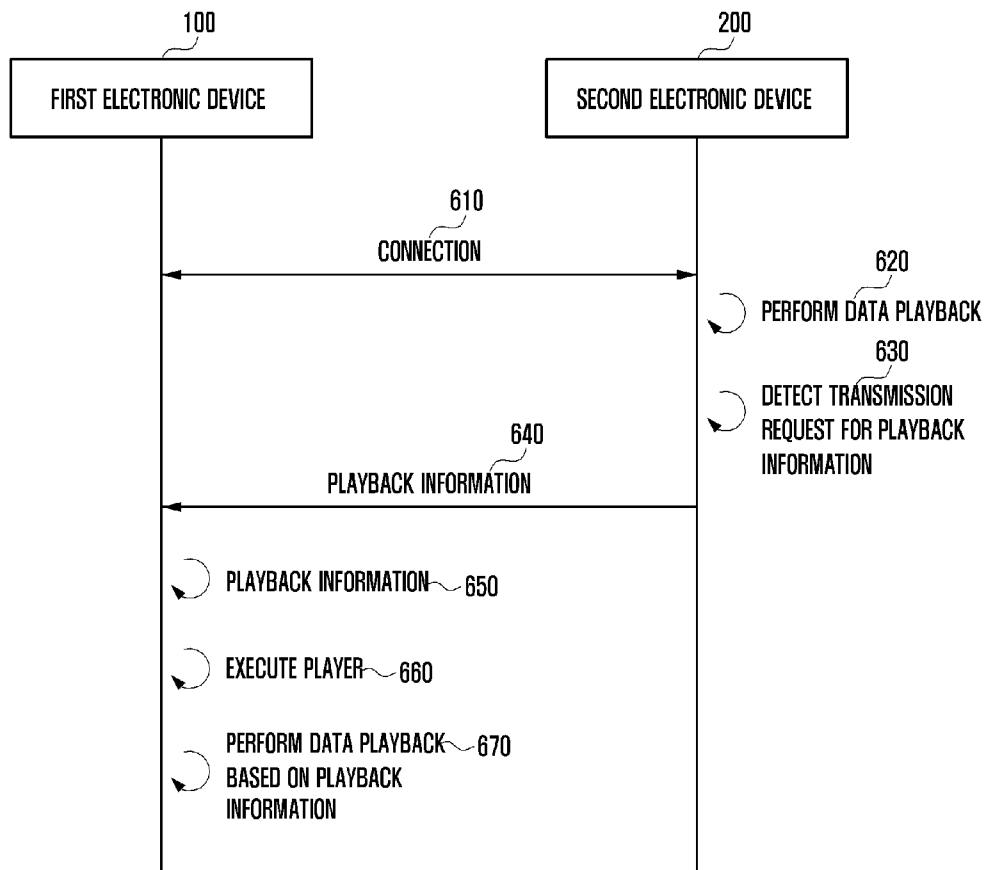 100
200
FIRST ELECTRONIC DEVICE
SECOND ELECTRONIC DEVICE
610
CONNECTION
620
PERFORM DATA PLAYBACK
630
DETECT TRANSMISSION
REQUEST FOR PLAYBACK
INFORMATION
640
PLAYBACK INFORMATION
PLAYBACK INFORMATION 650
EXECUTE PLAYER 660
PERFORM DATA PLAYBACK 670
BASED ON PLAYBACK
INFORMATION